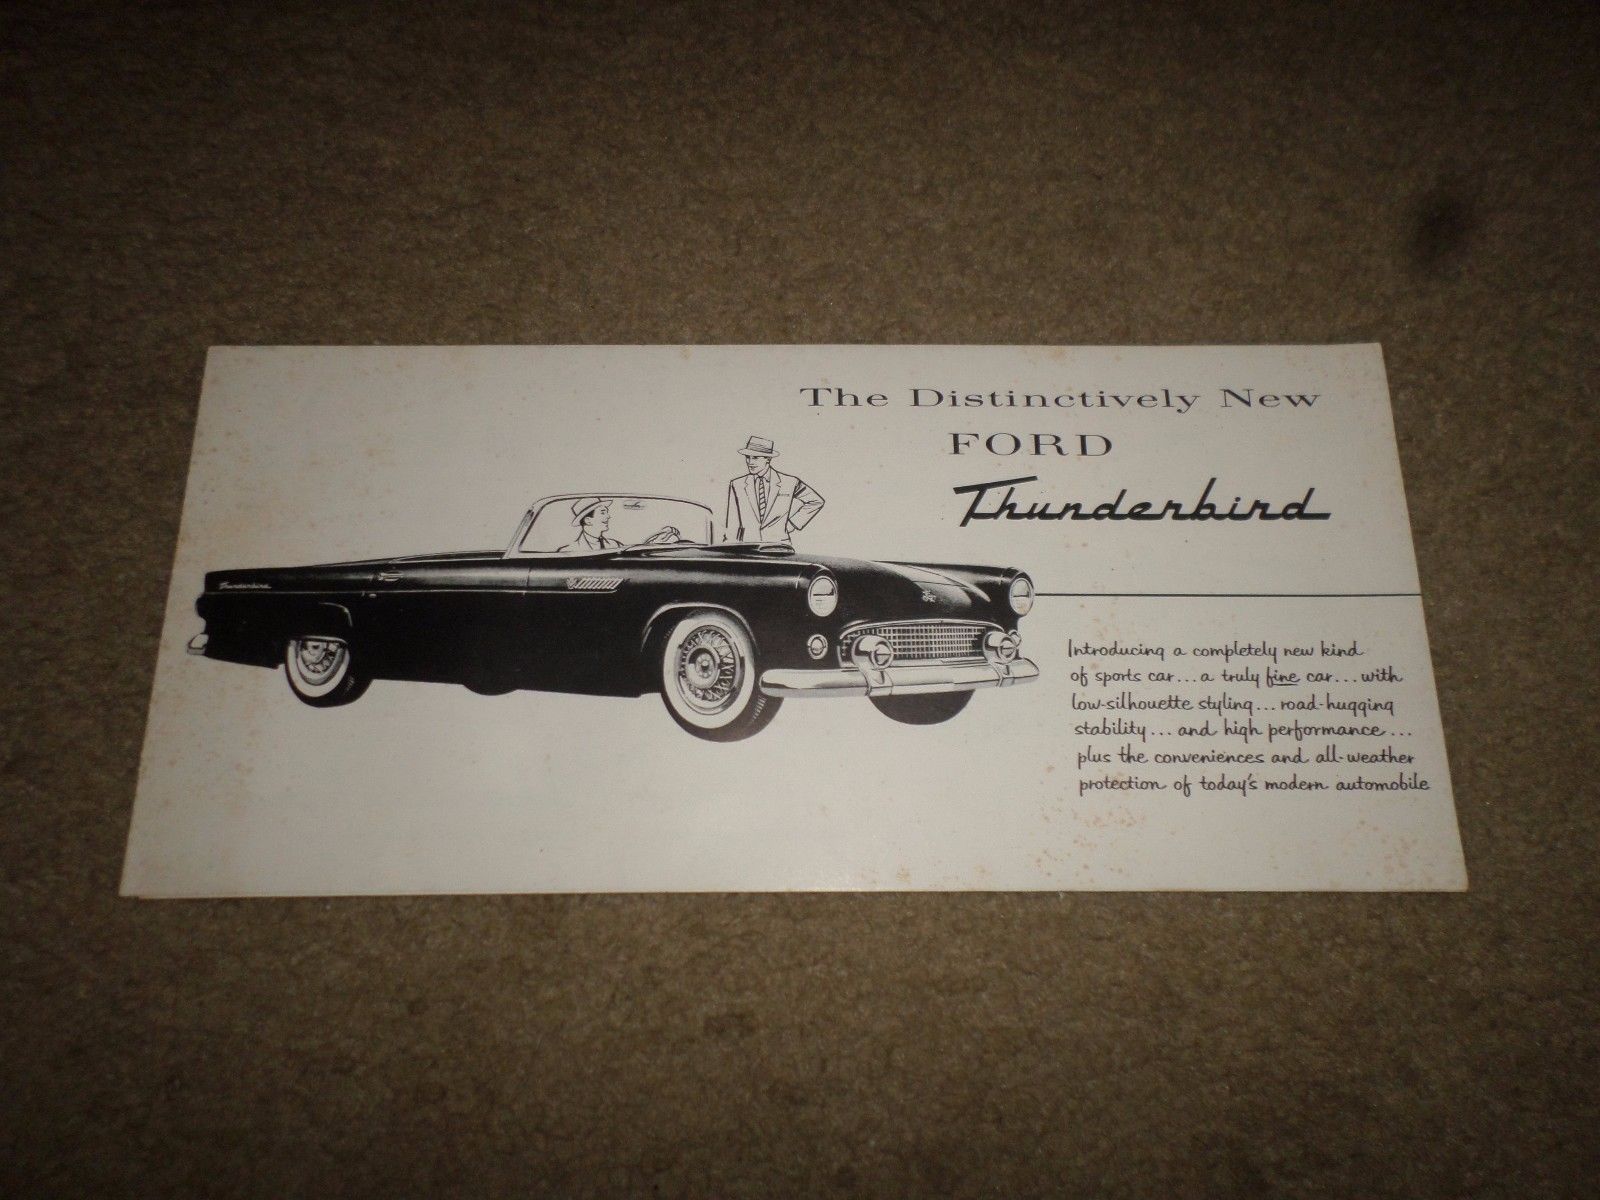 The Distinctively New
FORD
Thunderbird
Thunderbird
Introducing a completely new kind
of sports car... a truly fine car... with
low-silhouette styling... road-hugging
stability... and high performance...
plus the conveniences and all-weather
protection of today's modern automobile